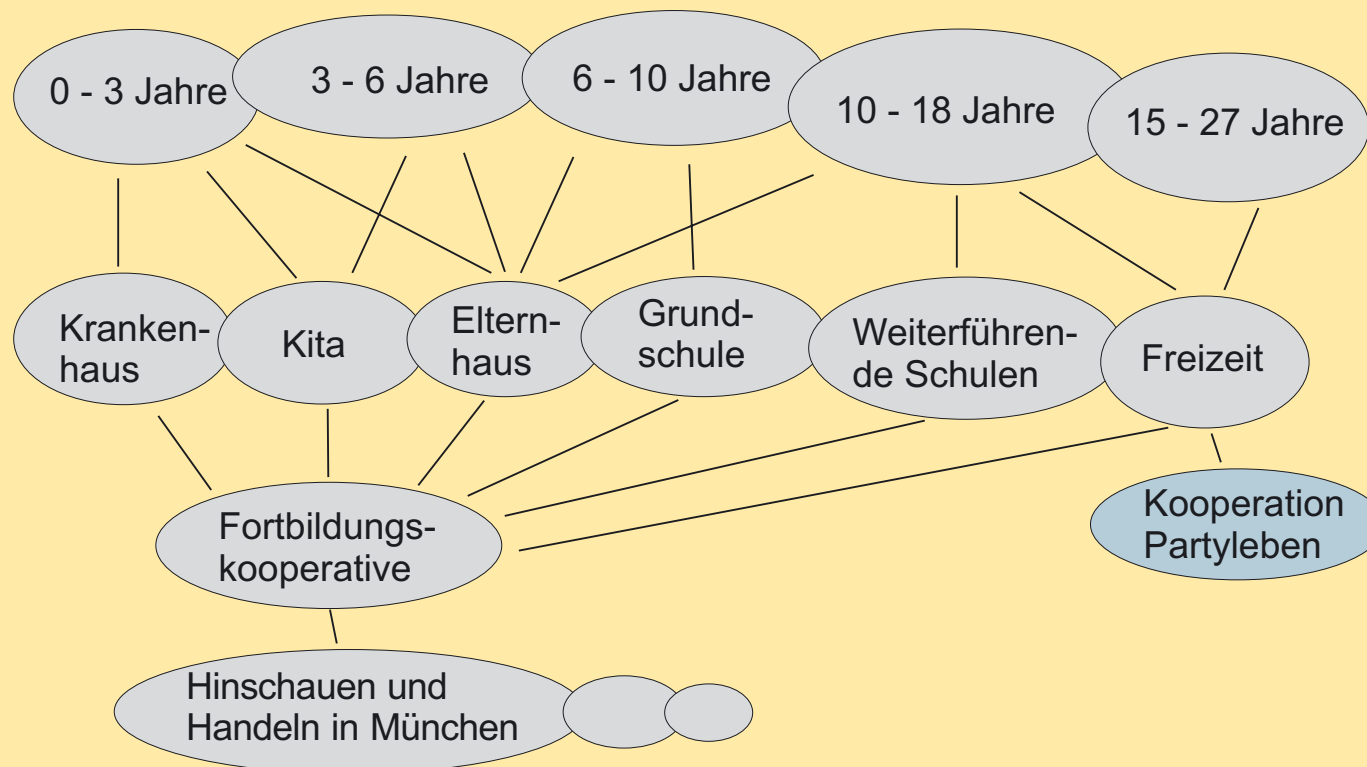 0 - 3 Jahre
3 - 6 Jahre
6 - 10 Jahre
10 - 18 Jahre
15 - 27 Jahre
Kranken-
haus
Kita
Eltern-
haus
Grund-
schule
Weiterführen-
de Schulen
Freizeit
Fortbildungs-
kooperative
Kooperation
Partyleben
Hinschauen und
Handeln in München